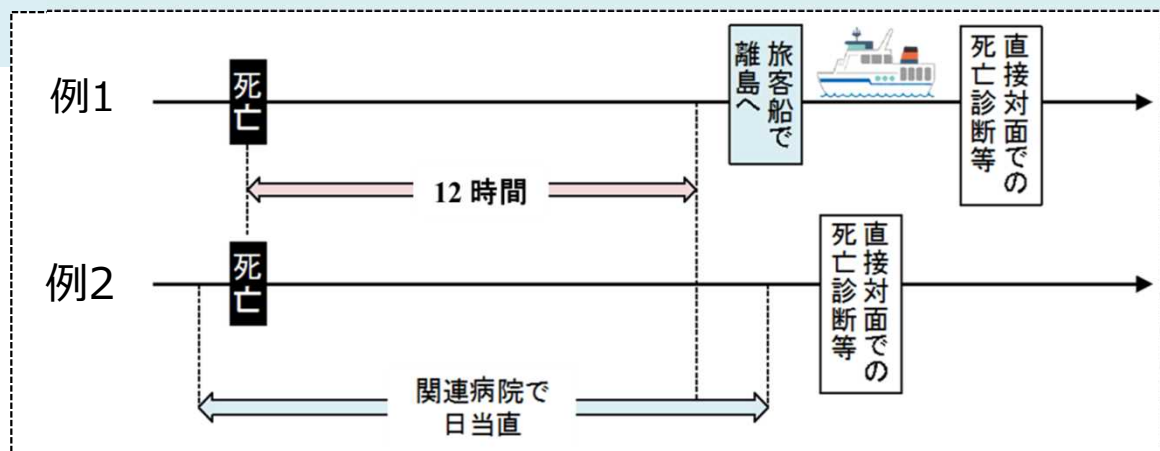 例1
死亡
旅客船で
離島へ
直接対面での
死亡診断等
12 時間
例2
死亡
直接対面での
死亡診断等
関連病院で
日当直